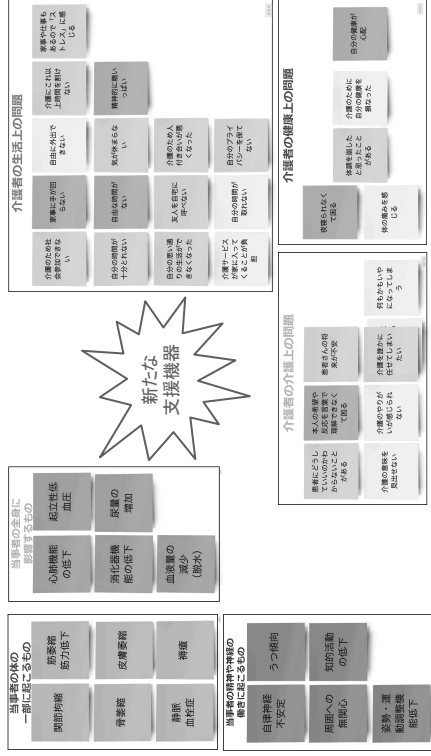 当事者の体の
一部に起こるもの
関節拘縮
筋萎縮
筋力低下
骨萎縮
皮膚萎縮
静脈
血栓症
褥瘡
当事者の全身に
影響するもの
心肺機能
の低下
起立性低
血圧
消化器機
能の低下
尿量の
増加
血液量の
減少
(脱水)
新たな
支援機器
介護者の生活上の問題
介護のため社
会参加できな
い
家事に手が回
らない
自由に外出で
きない
介護にこれ以
上時間を割け
ない
家事や仕事も
あるので「ス
トレス」に感
じる
自分の時間が
十分とれない
自由な時間が
ない
気が休まらな
い
精神的に精い
っぱい
自分の思い通
りの生活がで
きなくなった
友人を自宅に
呼べない
介護のため人
付き合いが悪
くなった
介護サービス
が家に入って
くることが負
担
自分の時間が
取れない
自分のプライ
バシーを保て
ない
当事者の精神や神経の
働きに起こるもの
自律神経
不安定
うつ傾向
周囲への
無関心
知的活動
の低下
姿勢・運
動調整機
能低下
介護者の介護上の問題
患者にどうし
ていいのかわ
からないこと
がある
本人の希望や
反応を言葉で
理解できなく
て困る
患者さんの将
来が不安
介護の意味を
見出せない
介護のやりが
いが感じられ
ない
介護を誰かに
任せてしまい
たい
何もかもいや
になってしま
う
介護者の健康上の問題
夜寝られなく
て困る
体調を崩した
と思ったこと
がある
介護のために
自分の健康を
損なった
自分の健康が
心配
体の痛みを感
じる